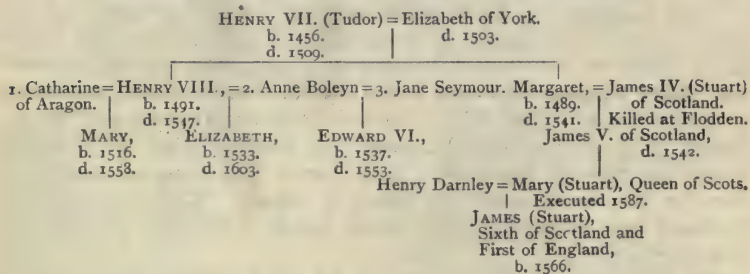 HENRY VII. (Tudor) = Elizabeth of York.
b. 1456. d. 1503.
d. 1509.
1. Catharine = HENRY VIII., = 2. Anne Boleyn = 3. Jane Seymour. Margaret, = James IV. (Stuart)
of Aragon. b. 1491. b. 1489. of Scotland.
d. 1547. d. 1541. Killed at Flodden.
MARY, ELIZABETH, EDWARD VI., James V. of Scotland,
b. 1516. b. 1533. b. 1537. d. 1542.
d. 1558. d. 1603. d. 1553.
Henry Darnley = Mary (Stuart), Queen of Scots.
Executed 1587.
JAMES (Stuart),
Sixth of Scotland and
First of England,
b. 1566.